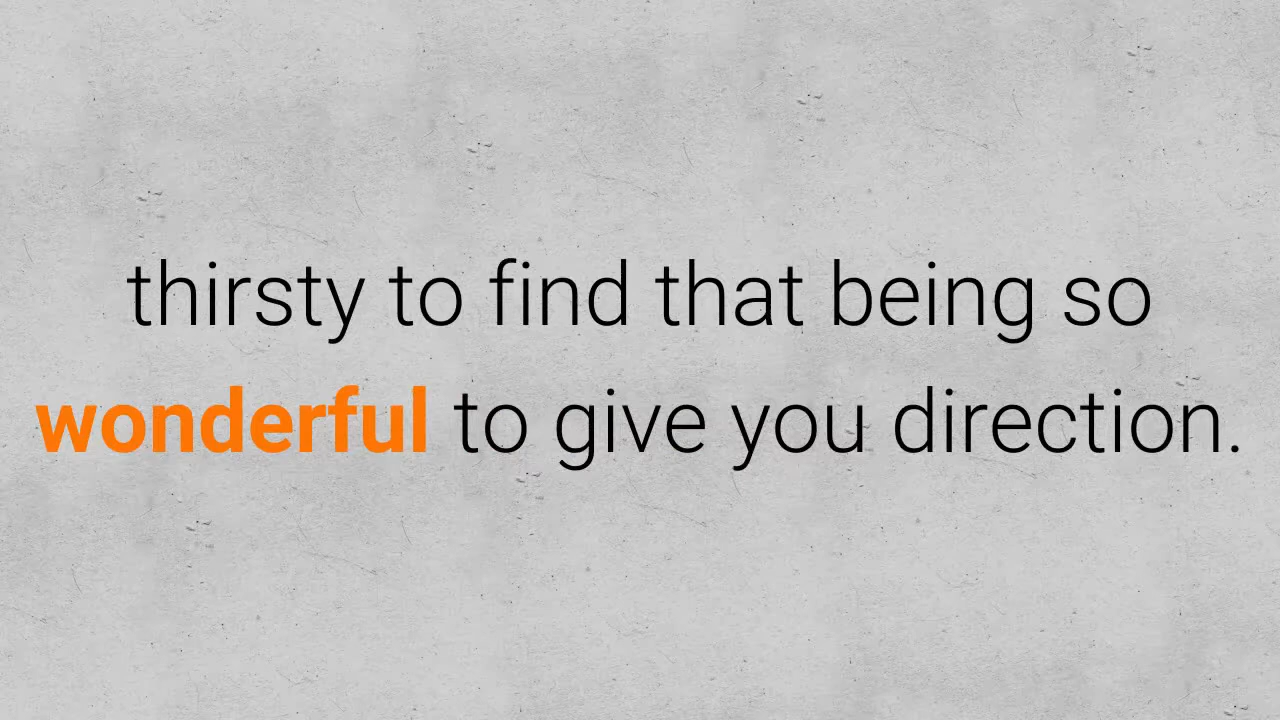 thirsty to find that being so
wonderful to give you direction.